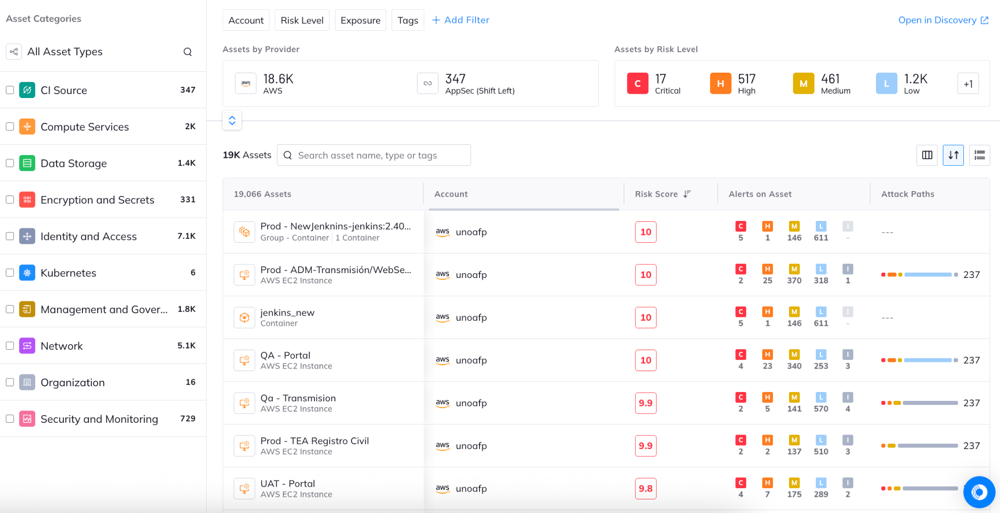 Asset Categories
All Asset Types
CI Source 347
Compute Services 2K
Data Storage 1.4K
Encryption and Secrets 331
Identity and Access 7.1K
Kubernetes 6
Management and Gover... 1.8K
Network 5.1K
Organization 16
Security and Monitoring 729
Account Risk Level Exposure Tags + Add Filter Open in Discovery
Assets by Provider
aws 18.6K
AWS
347
AppSec (Shift Left)
Assets by Risk Level
C 17
Critical
H 517
High
M 461
Medium
L 1.2K
Low
+1
19K Assets Search asset name, type or tags
19,066 Assets Account Risk Score Alerts on Asset Attack Paths
Prod - NewJenknins-jenkins:2.40...
Group - Container 1 Container
aws unoafp 10
C H M L I
5 1 146 611 -
---
Prod - ADM-Transmisión/WebSe...
AWS EC2 Instance
aws unoafp 10
C H M L I
2 25 370 318 1
237
jenkins_new
Container
aws unoafp 10
C H M L I
5 1 146 611 -
---
QA - Portal
AWS EC2 Instance
aws unoafp 10
C H M L I
4 23 340 253 3
237
Qa - Transmision
AWS EC2 Instance
aws unoafp 9.9
C H M L I
2 5 141 570 4
237
Prod - TEA Registro Civil
AWS EC2 Instance
aws unoafp 9.9
C H M L I
2 2 137 510 3
237
UAT - Portal
AWS EC2 Instance
aws unoafp 9.8
C H M L I
4 7 175 289 2